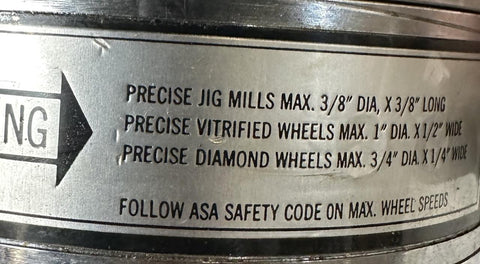 PRECISE JIG MILLS MAX. 3/8" DIA, X 3/8" LONG
NG
PRECISE VITRIFIED WHEELS MAX. 1" DIA. X 1/2" WIDE
PRECISE DIAMOND WHEELS MAX. 3/4" DIA. X 1/4" WIDE
FOLLOW ASA SAFETY CODE ON MAX. WHEEL SPEEDS